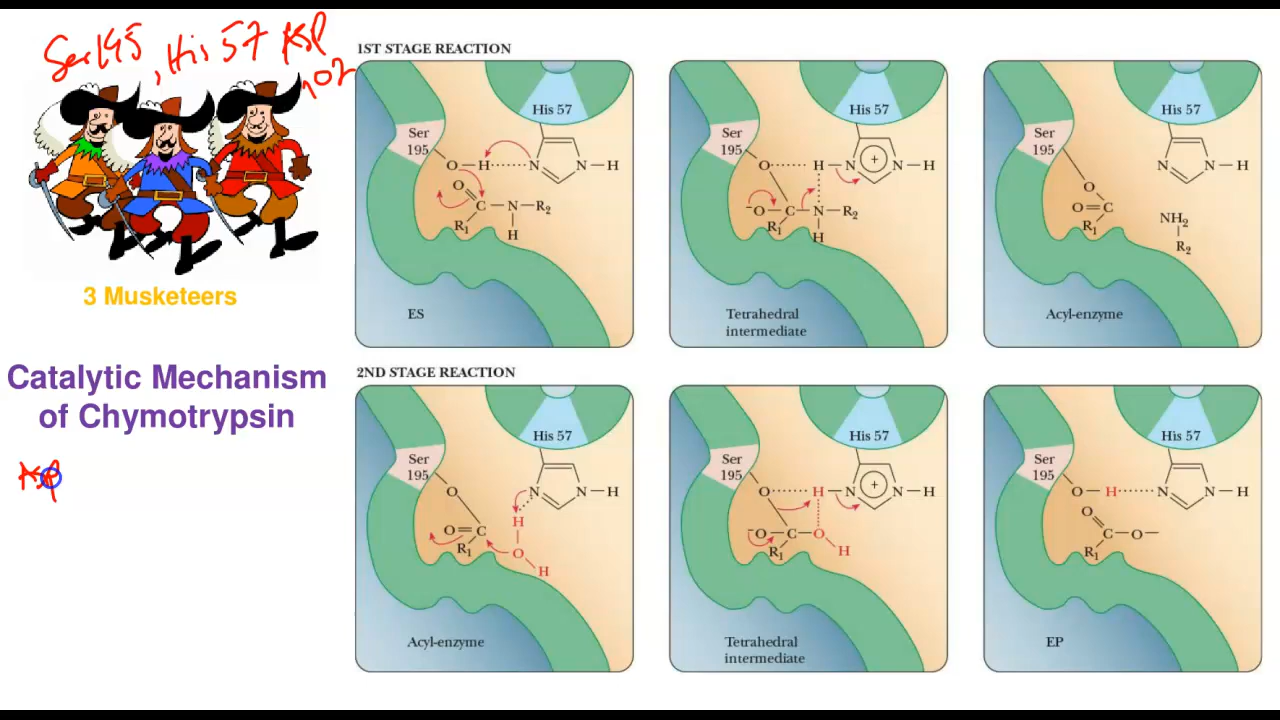 Ser 195, His 57 Asp
102
3 Musketeers
Catalytic Mechanism
of Chymotrypsin
Asp
1ST STAGE REACTION
His 57
Ser
195
O H N N H
O
C N R2
R1
H
ES
His 57
Ser
195
O H N + N H
-O C N R2
R1 H
Tetrahedral
intermediate
His 57
Ser
195
N N H
O
O C
R1
NH2
R2
Acyl-enzyme
2ND STAGE REACTION
His 57
Ser
195
O N N H
H
O C
R1 O
H
Acyl-enzyme
His 57
Ser
195
O H N + N H
-O C O
R1 H
Tetrahedral
intermediate
His 57
Ser
195
O H N N H
O
C O
R1
EP